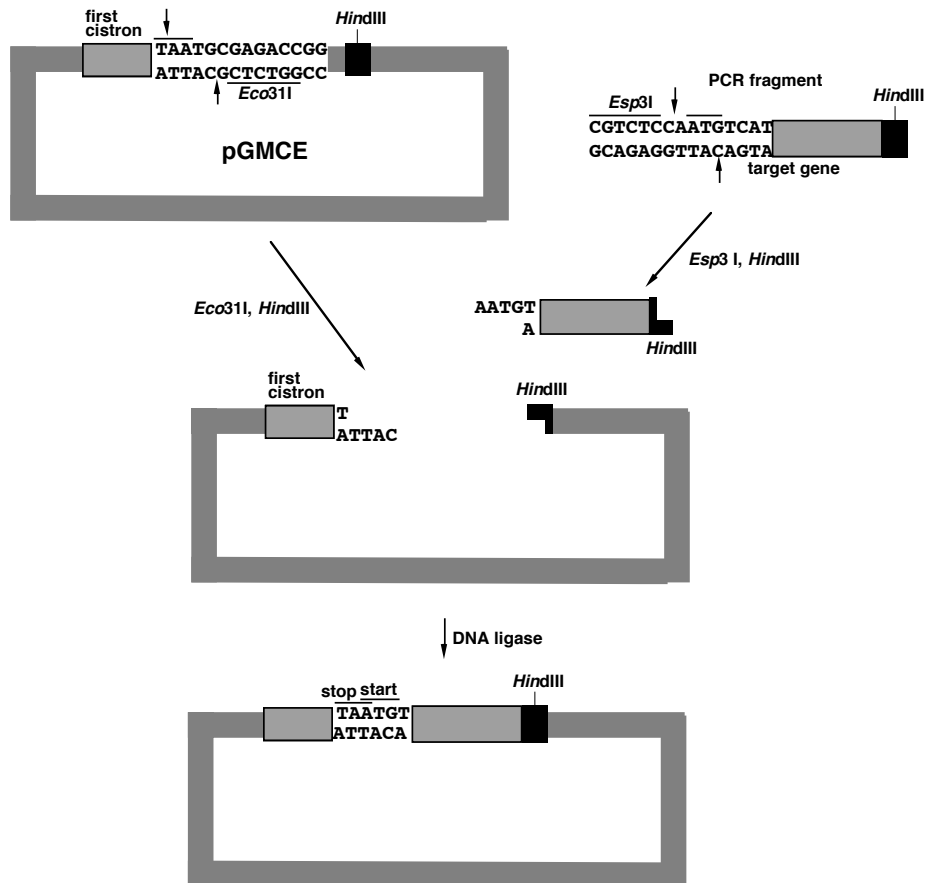 first
cistron
HindIII
TAATGCGAGACCGG
ATTACGCTCTGGCC
Eco31I
pGMCE
PCR fragment
HindIII
Esp3I
CGTCTCCAATGTCAT
GCAGAGGTTACAGTA
target gene
Esp3 I, HindIII
Eco31I, HindIII
AATGT
A
HindIII
first
cistron
HindIII
T
ATTAC
DNA ligase
HindIII
stop start
TAATGT
ATTACA